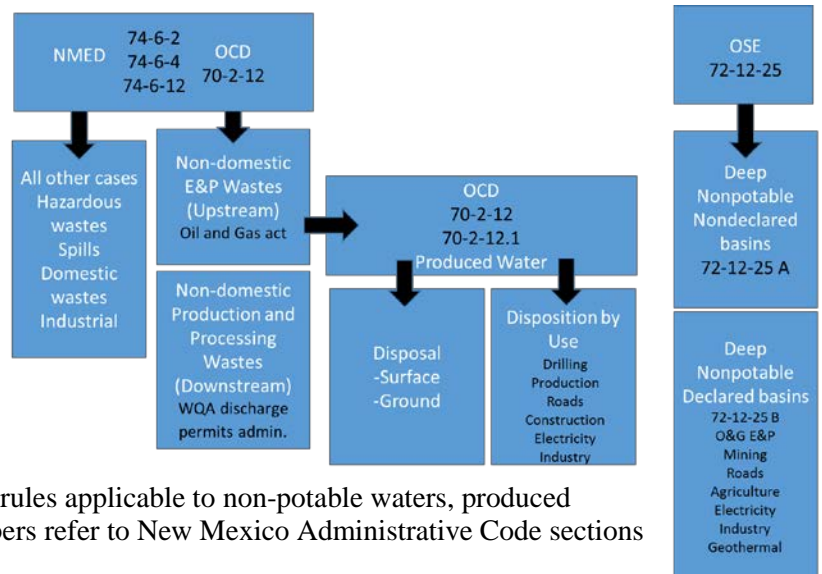 NMED
74-6-2
74-6-4
74-6-12
OCD
70-2-12
All other cases
Hazardous
wastes
Spills
Domestic
wastes
Industrial
Non-domestic
E&P Wastes
(Upstream)
Oil and Gas act
Non-domestic
Production and
Processing
Wastes
(Downstream)
WQA discharge
permits admin.
OCD
70-2-12
70-2-12.1
Produced Water
Disposal
-Surface
-Ground
Disposition by
Use
Drilling
Production
Roads
Construction
Electricity
Industry
OSE
72-12-25
Deep
Nonpotable
Nondeclared
basins
72-12-25 A
Deep
Nonpotable
Declared basins
72-12-25 B
O&G E&P
Mining
Roads
Agriculture
Electricity
Industry
Geothermal
rules applicable to non-potable waters, produced
refer to New Mexico Administrative Code sections